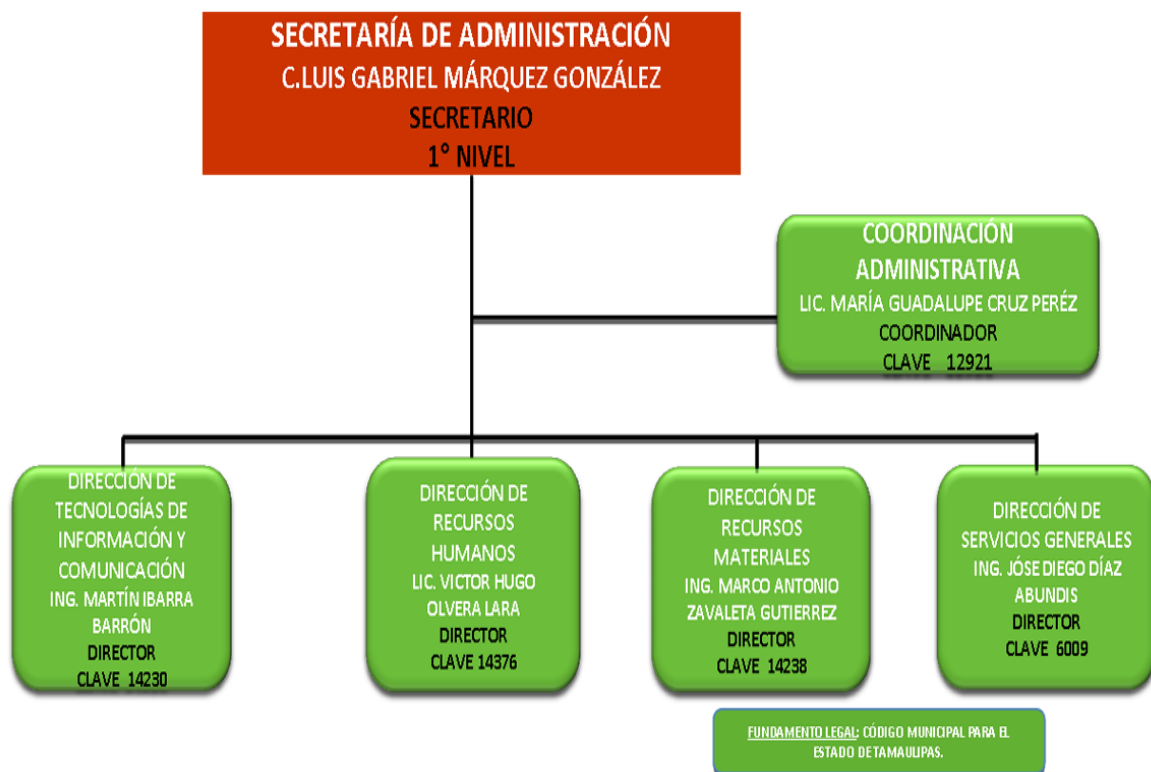 SECRETARÍA DE ADMINISTRACIÓN
C.LUIS GABRIEL MÁRQUEZ GONZÁLEZ
SECRETARIO
1° NIVEL
COORDINACIÓN
ADMINISTRATIVA
LIC. MARÍA GUADALUPE CRUZ PERÉZ
COORDINADOR
CLAVE 12921
DIRECCIÓN DE
TECNOLOGÍAS DE
INFORMACIÓN Y
COMUNICACIÓN
ING. MARTÍN IBARRA
BARRÓN
DIRECTOR
CLAVE 14230
DIRECCIÓN DE
RECURSOS
HUMANOS
LIC. VICTOR HUGO
OLVERA LARA
DIRECTOR
CLAVE 14376
DIRECCIÓN DE
RECURSOS
MATERIALES
ING. MARCO ANTONIO
ZAVALETA GUTIERREZ
DIRECTOR
CLAVE 14238
DIRECCIÓN DE
SERVICIOS GENERALES
ING. JÓSE DIEGO DÍAZ
ABUNDIS
DIRECTOR
CLAVE 6009
FUNDAMENTO LEGAL: CÓDIGO MUNICIPAL PARA EL
ESTADO DE TAMAULIPAS.